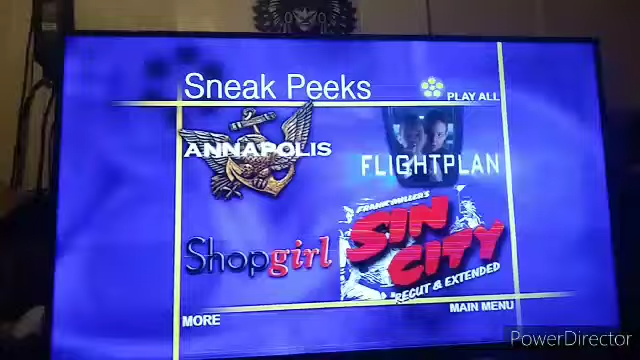 Sneak Peeks
PLAY ALL
ANNAPOLIS
FLIGHTPLAN
Shopgirl
FRANK MILLER'S
SIN
CITY
RECUT & EXTENDED
MORE
MAIN MENU
PowerDirector